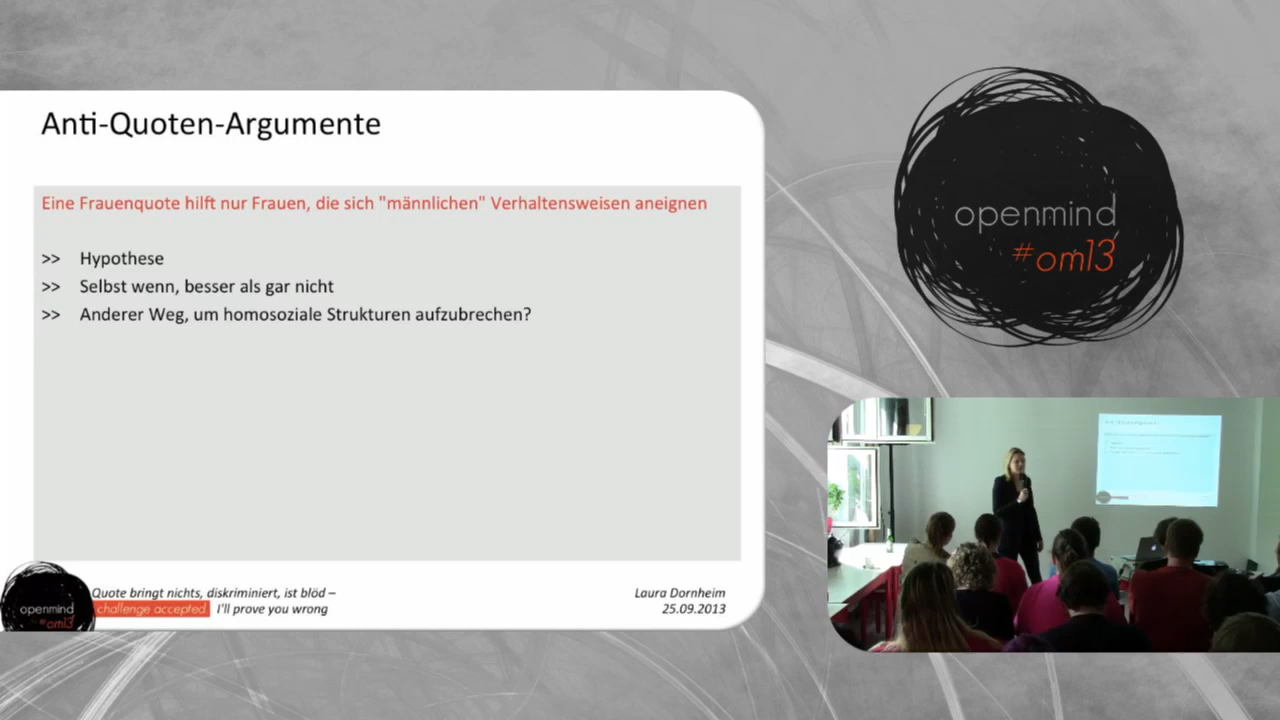 Anti-Quoten-Argumente
Eine Frauenquote hilft nur Frauen, die sich "männlichen" Verhaltensweisen aneignen
>> Hypothese
>> Selbst wenn, besser als gar nicht
>> Anderer Weg, um homosoziale Strukturen aufzubrechen?
openmind
#om13
Quote bringt nichts, diskriminiert, ist blöd –
challenge accepted I'll prove you wrong
Laura Dornheim
25.09.2013
openmind
#om13